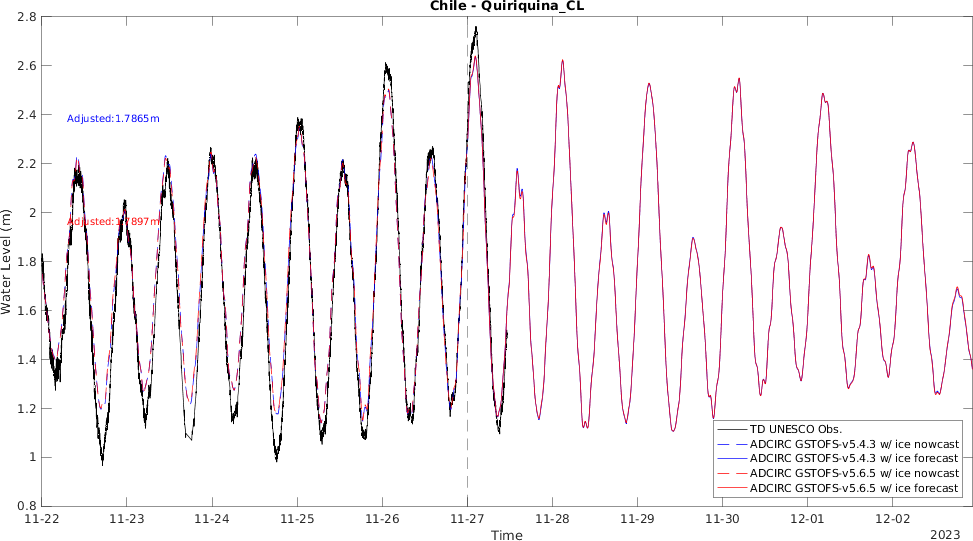 Chile - Quiriquina_CL
2.8
2.6
2.4
2.2
2
1.8
1.6
1.4
1.2
1
0.8
Water Level (m)
Adjusted:1.7865m
Adjusted:1.7897m
TD UNESCO Obs.
ADCIRC GSTOFS-v5.4.3 w/ ice nowcast
ADCIRC GSTOFS-v5.4.3 w/ ice forecast
ADCIRC GSTOFS-v5.6.5 w/ ice nowcast
ADCIRC GSTOFS-v5.6.5 w/ ice forecast
11-22 11-23 11-24 11-25 11-26 11-27 11-28 11-29 11-30 12-01 12-02
Time
2023